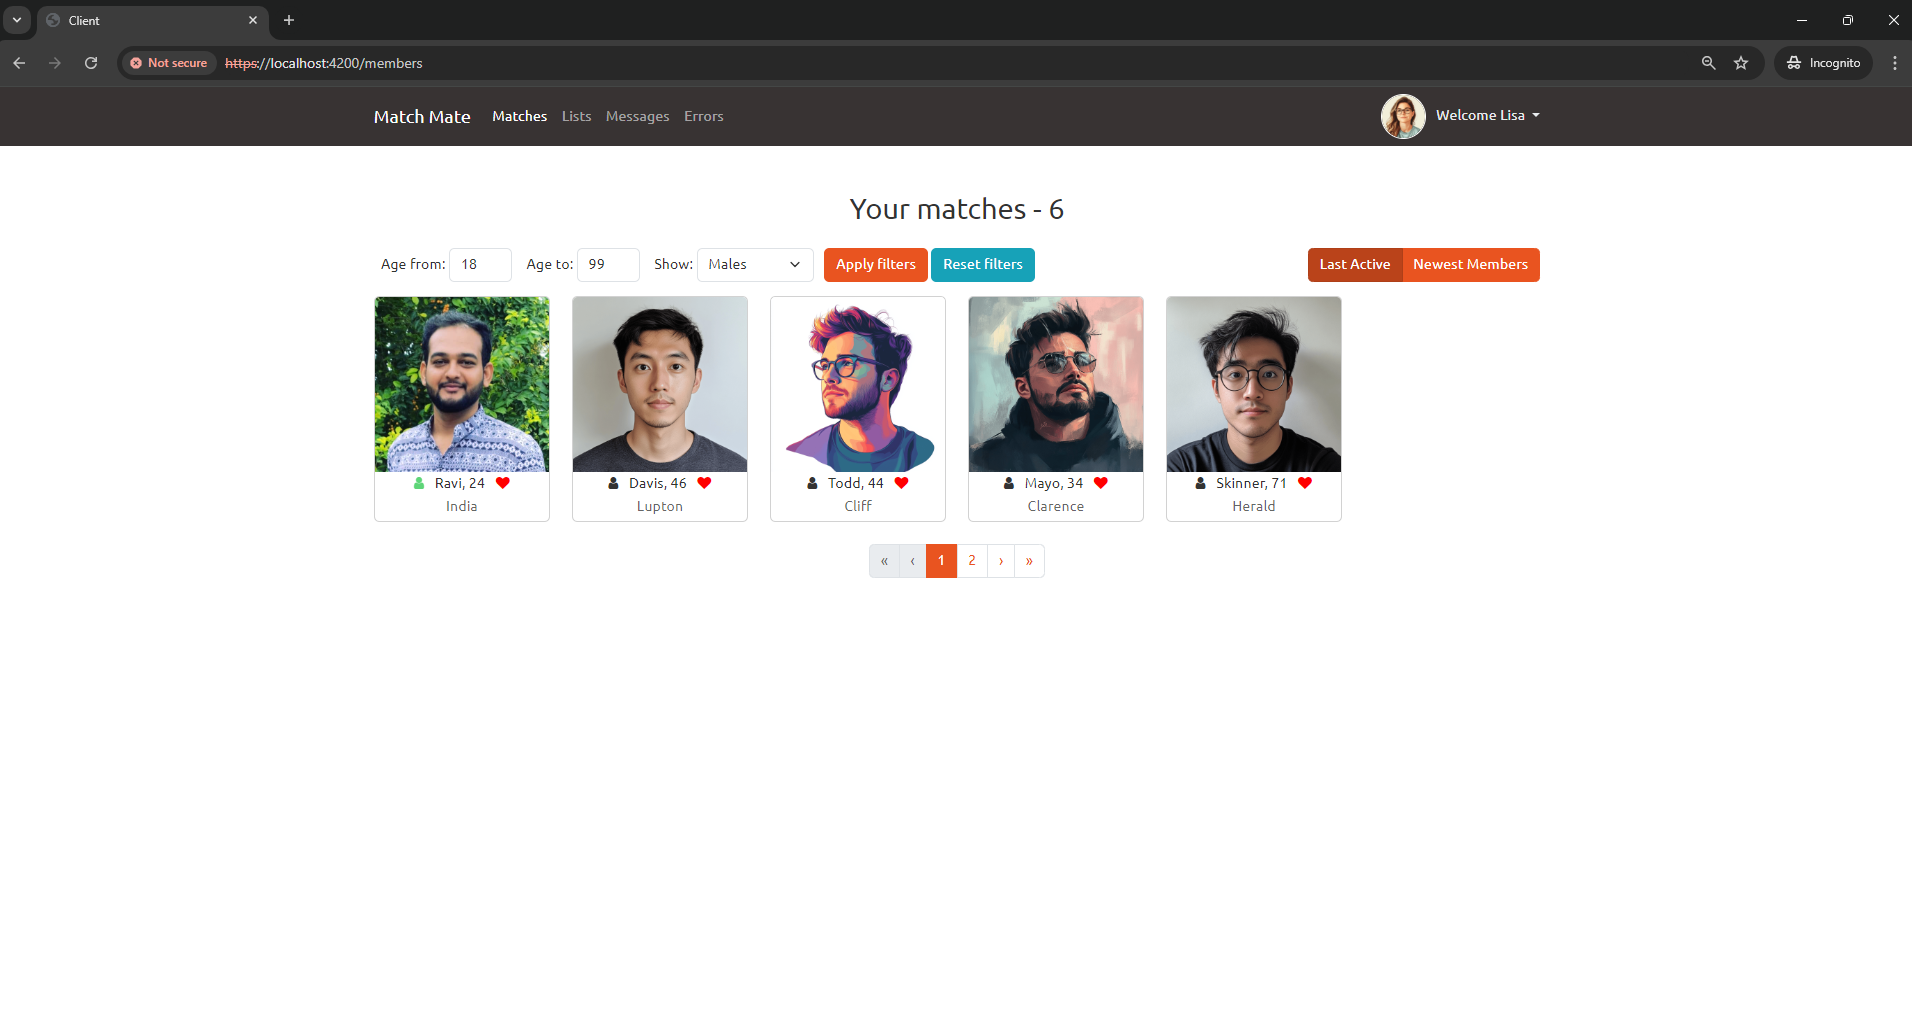 Client
Not secure https://localhost:4200/members Incognito
Match Mate Matches Lists Messages Errors Welcome Lisa
Your matches - 6
Age from: 18 Age to: 99 Show: Males Apply filters Reset filters Last Active Newest Members
Ravi, 24 Davis, 46 Todd, 44 Mayo, 34 Skinner, 71
India Lupton Cliff Clarence Herald
« ‹ 1 2 › »